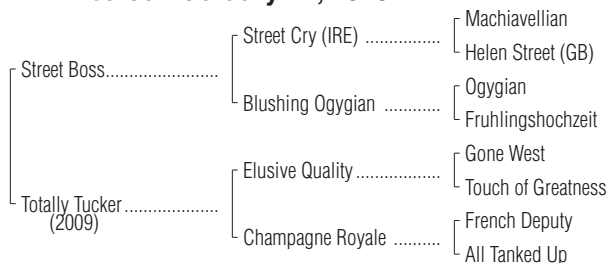 Machiavellian
Street Cry (IRE) ................
Helen Street (GB)
Street Boss........................
Ogygian
Blushing Ogygian ............
Fruhlingshochzeit
Gone West
Elusive Quality ..................
Touch of Greatness
Totally Tucker ....................
(2009)
French Deputy
Champagne Royale ..........
All Tanked Up